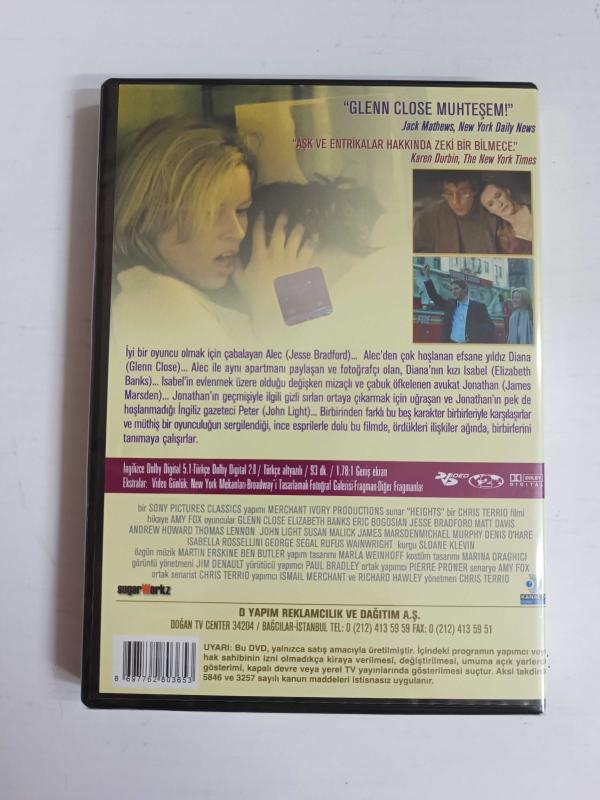 “GLENN CLOSE MUHTEŞEM!”
Jack Mathews, New York Daily News
“AŞK VE ENTRİKALAR HAKKINDA ZEKİ BİR BİLMECE.”
Karen Durbin, The New York Times
İyi bir oyuncu olmak için çabalayan Alec (Jesse Bradford)... Alec'den çok hoşlanan efsane yıldız Diana
(Glenn Close)... Alec ile aynı apartmanı paylaşan ve fotoğrafçı olan, Diana'nın kızı Isabel (Elizabeth
Banks)... Isabel'in evlenmek üzere olduğu değişken mizaçlı ve çabuk öfkelenen avukat Jonathan (James
Marsden)... Jonathan'ın geçmişiyle ilgili gizli sırları ortaya çıkarmak için uğraşan ve Jonathan'ın pek de
hoşlanmadığı İngiliz gazeteci Peter (John Light)... Birbirinden farklı bu beş karakter birbirleriyle karşılaşırlar
ve müthiş bir oyunculuğun sergilendiği, ince esprilerle dolu bu filmde, ördükleri ilişkiler ağında, birbirlerini
tanımaya çalışırlar.
İngilizce Dolby Digital 5.1-Türkçe Dolby Digital 2.0 / Türkçe altyazılı / 93 dk. / 1.78:1 Geniş ekran
Ekstralar: Video Günlük: New York Mekanları-Broadway'i Tasarlamak-Fotoğraf Galerisi-Fragman-Diğer Fragmanlar
VIDEO
DOLBY
DIGITAL
bir SONY PICTURES CLASSICS yapımı MERCHANT IVORY PRODUCTIONS sunar "HEIGHTS" bir CHRIS TERRIO filmi
hikaye AMY FOX oyuncular GLENN CLOSE ELIZABETH BANKS ERIC BOGOSIAN JESSE BRADFORD MATT DAVIS
ANDREW HOWARD THOMAS LENNON JOHN LIGHT SUSAN MALICK JAMES MARSDENMICHAEL MURPHY DENIS O'HARE
ISABELLA ROSSELLINI GEORGE SEGAL RUFUS WAINWRIGHT kurgu SLOANE KLEVIN
özgün müzik MARTIN ERSKINE BEN BUTLER yapım tasarımı MARLA WEINHOFF kostüm tasarımı MARINA DRAGHICI
görüntü yönetmeni JIM DENAULT yürütücü yapımcı PAUL BRADLEY ortak yapımcı PIERRE PRONER senaryo AMY FOX
ortak senarist CHRIS TERRIO yapımcı ISMAIL MERCHANT ve RICHARD HAWLEY yönetmen CHRIS TERRIO
sugarWorkz
KANAL
D YAPIM REKLAMCILIK VE DAĞITIM A.Ş.
DOĞAN TV CENTER 34204 / BAĞCILAR-İSTANBUL TEL: 0 (212) 413 59 59 FAX: 0 (212) 413 59 51
UYARI: Bu DVD, yalnızca satış amacıyla üretilmiştir. İçindeki programın yapımcı veya
hak sahibinin izni olmadıkça kiraya verilmesi, değiştirilmesi, umuma açık yerlerde
gösterimi, kapalı devre veya yerel TV yayınlarında gösterilmesi suçtur. Aksi takdirde
5846 ve 3257 sayılı kanun maddeleri istisnasız uygulanır.
8 697762 803653